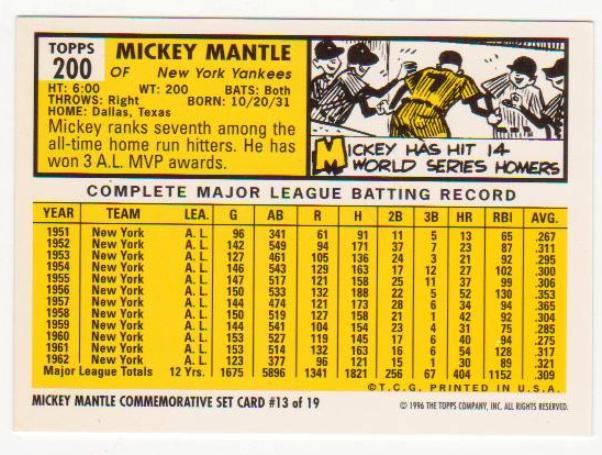 TOPPS
200
MICKEY MANTLE
OF New York Yankees
HT: 6:00 WT: 200 BATS: Both
THROWS: Right BORN: 10/20/31
HOME: Dallas, Texas
Mickey ranks seventh among the
all-time home run hitters. He has
won 3 A.L. MVP awards.
7
MICKEY HAS HIT 14
WORLD SERIES HOMERS
COMPLETE MAJOR LEAGUE BATTING RECORD
YEAR TEAM LEA. G AB R H 2B 3B HR RBI AVG.
1951 New York A. L. 96 341 61 91 11 5 13 65 .267
1952 New York A. L. 142 549 94 171 37 7 23 87 .311
1953 New York A. L. 127 461 105 136 24 3 21 92 .295
1954 New York A. L. 146 543 129 163 17 12 27 102 .300
1955 New York A. L. 147 517 121 158 25 11 37 99 .306
1956 New York A. L. 150 533 132 188 22 5 52 130 .353
1957 New York A. L. 144 474 121 173 28 6 34 94 .365
1958 New York A. L. 150 519 127 158 21 1 42 92 .304
1959 New York A. L. 144 541 104 154 23 4 31 75 .285
1960 New York A. L. 153 527 119 145 17 6 40 94 .275
1961 New York A. L. 153 514 132 163 16 6 54 128 .317
1962 New York A. L. 123 377 96 121 15 1 30 89 .321
Major League Totals 12 Yrs. 1675 5896 1341 1821 256 67 404 1152 .309
© T.C.G. PRINTED IN U.S.A.
MICKEY MANTLE COMMEMORATIVE SET CARD #13 of 19
© 1996 THE TOPPS COMPANY, INC. ALL RIGHTS RESERVED.